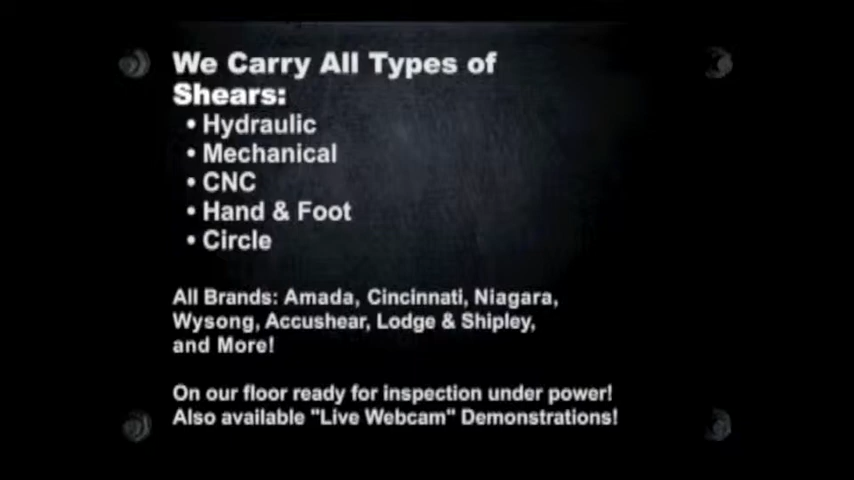 We Carry All Types of
Shears:
• Hydraulic
• Mechanical
• CNC
• Hand & Foot
• Circle
All Brands: Amada, Cincinnati, Niagara,
Wysong, Accushear, Lodge & Shipley,
and More!
On our floor ready for inspection under power!
Also available "Live Webcam" Demonstrations!